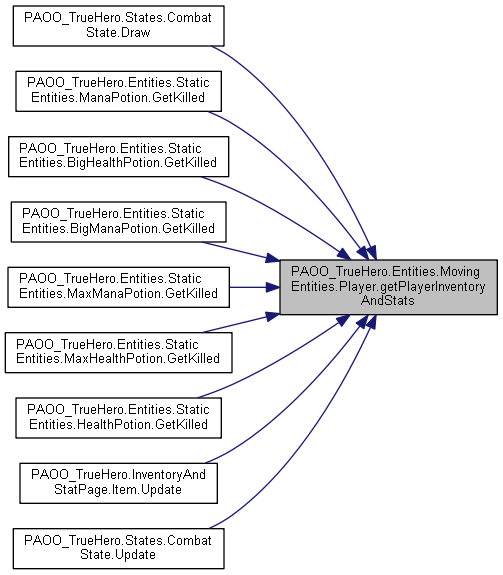 PAOO_TrueHero.States.Combat
State.Draw
PAOO_TrueHero.Entities.Static
Entities.ManaPotion.GetKilled
PAOO_TrueHero.Entities.Static
Entities.BigHealthPotion.GetKilled
PAOO_TrueHero.Entities.Static
Entities.BigManaPotion.GetKilled
PAOO_TrueHero.Entities.Static
Entities.MaxManaPotion.GetKilled
PAOO_TrueHero.Entities.Static
Entities.MaxHealthPotion.GetKilled
PAOO_TrueHero.Entities.Static
Entities.HealthPotion.GetKilled
PAOO_TrueHero.InventoryAnd
StatPage.Item.Update
PAOO_TrueHero.States.Combat
State.Update
PAOO_TrueHero.Entities.Moving
Entities.Player.getPlayerInventory
AndStats